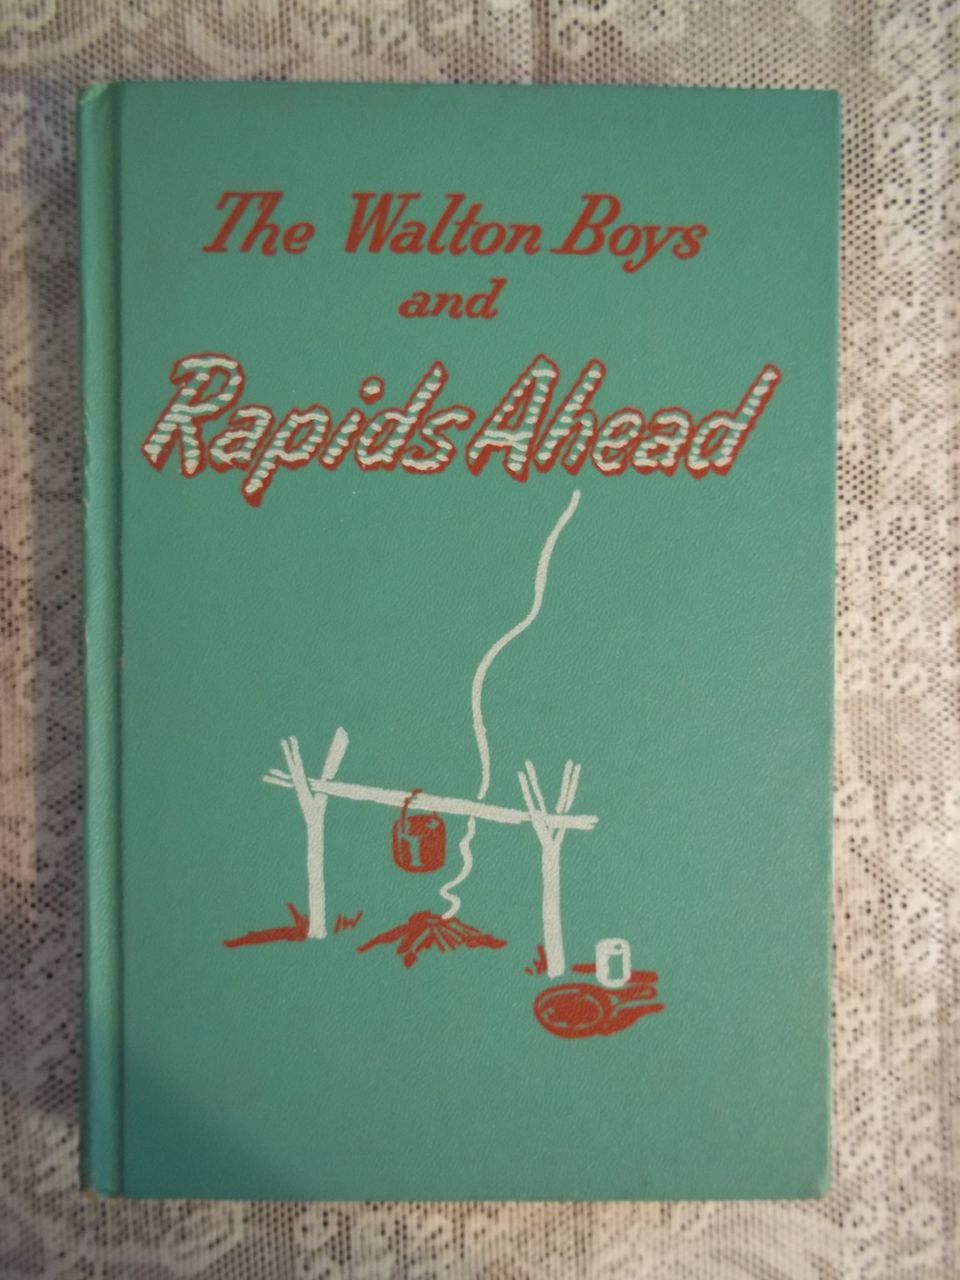 The Walton Boys
and
Rapids Ahead